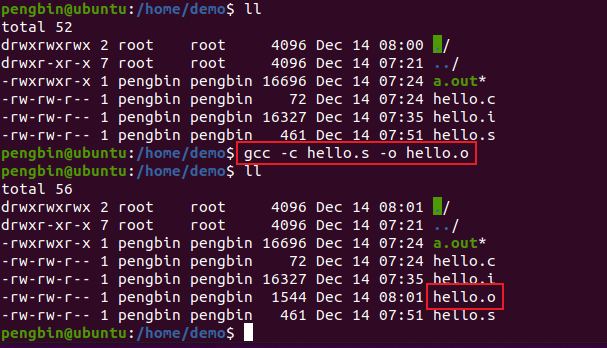 pengbin@ubuntu:/home/demo$ ll
total 52
drwxrwxrwx 2 root    root     4096 Dec 14 08:00 ./
drwxr-xr-x 7 root    root     4096 Dec 14 07:21 ../
-rwxrwxr-x 1 pengbin pengbin 16696 Dec 14 07:24 a.out*
-rw-rw-r-- 1 pengbin pengbin    72 Dec 14 07:24 hello.c
-rw-rw-r-- 1 pengbin pengbin 16327 Dec 14 07:35 hello.i
-rw-rw-r-- 1 pengbin pengbin   461 Dec 14 07:51 hello.s
pengbin@ubuntu:/home/demo$ gcc -c hello.s -o hello.o
pengbin@ubuntu:/home/demo$ ll
total 56
drwxrwxrwx 2 root    root     4096 Dec 14 08:01 ./
drwxr-xr-x 7 root    root     4096 Dec 14 07:21 ../
-rwxrwxr-x 1 pengbin pengbin 16696 Dec 14 07:24 a.out*
-rw-rw-r-- 1 pengbin pengbin    72 Dec 14 07:24 hello.c
-rw-rw-r-- 1 pengbin pengbin 16327 Dec 14 07:35 hello.i
-rw-rw-r-- 1 pengbin pengbin  1544 Dec 14 08:01 hello.o
-rw-rw-r-- 1 pengbin pengbin   461 Dec 14 07:51 hello.s
pengbin@ubuntu:/home/demo$